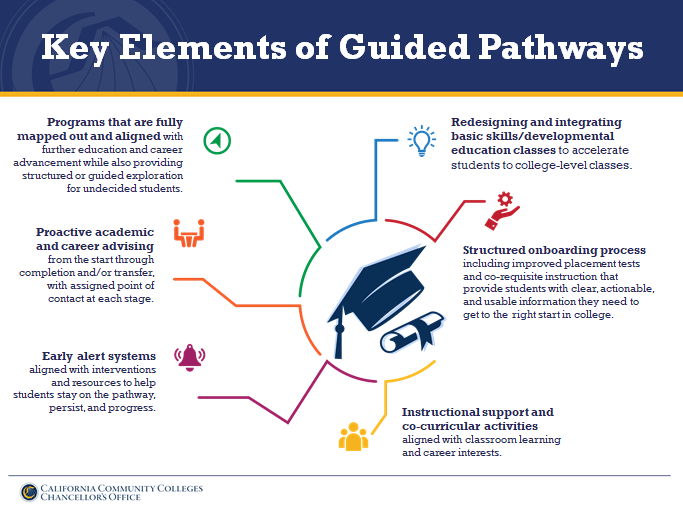 Key Elements of Guided Pathways
Programs that are fully
mapped out and aligned with
further education and career
advancement while also providing
structured or guided exploration
for undecided students.
Proactive academic
and career advising
from the start through
completion and/or transfer,
with assigned point of
contact at each stage.
Early alert systems
aligned with interventions
and resources to help
students stay on the pathway,
persist, and progress.
Redesigning and integrating
basic skills/developmental
education classes to accelerate
students to college-level classes.
Structured onboarding process
including improved placement tests
and co-requisite instruction that
provide students with clear, actionable,
and usable information they need to
get to the right start in college.
Instructional support and
co-curricular activities
aligned with classroom learning
and career interests.
CALIFORNIA COMMUNITY COLLEGES
CHANCELLOR'S OFFICE